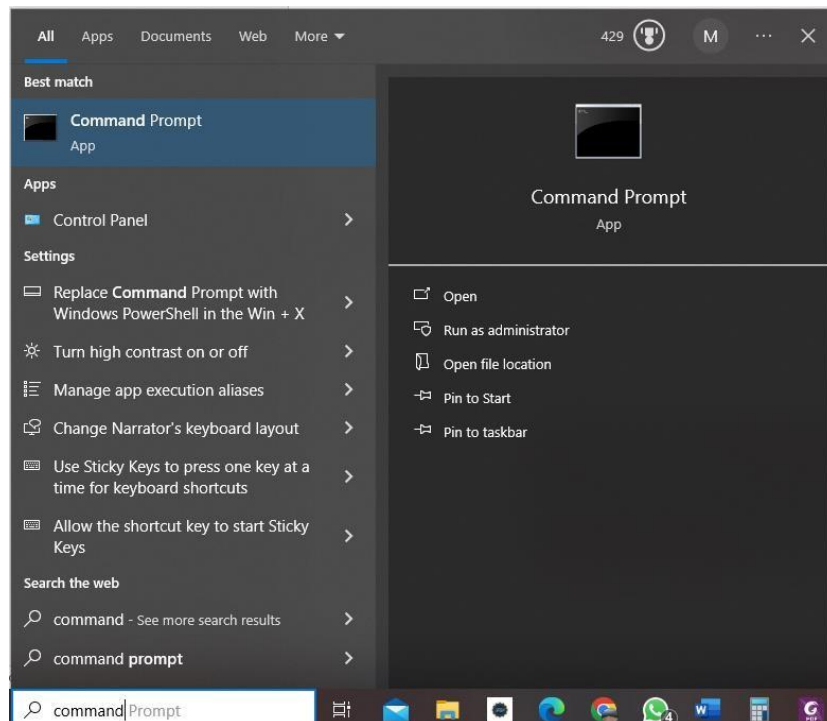 All Apps Documents Web More 429 M ...
Best match
Command Prompt
App
Apps
Control Panel
Settings
Replace Command Prompt with
Windows PowerShell in the Win + X
Turn high contrast on or off
Manage app execution aliases
Change Narrator's keyboard layout
Use Sticky Keys to press one key at a
time for keyboard shortcuts
Allow the shortcut key to start Sticky
Keys
Search the web
command - See more search results
command prompt
Command Prompt
App
Open
Run as administrator
Open file location
Pin to Start
Pin to taskbar
command Prompt
4
W
G
PDF